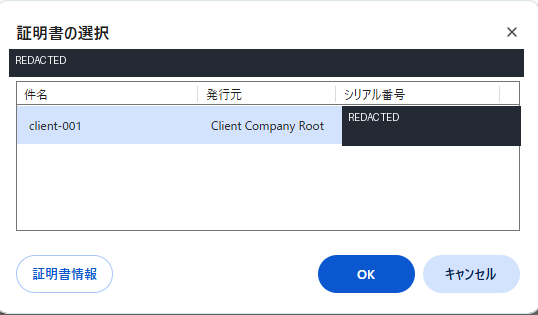 証明書の選択
REDACTED
件名 発行元 シリアル番号
client-001 Client Company Root REDACTED
証明書情報 OK キャンセル